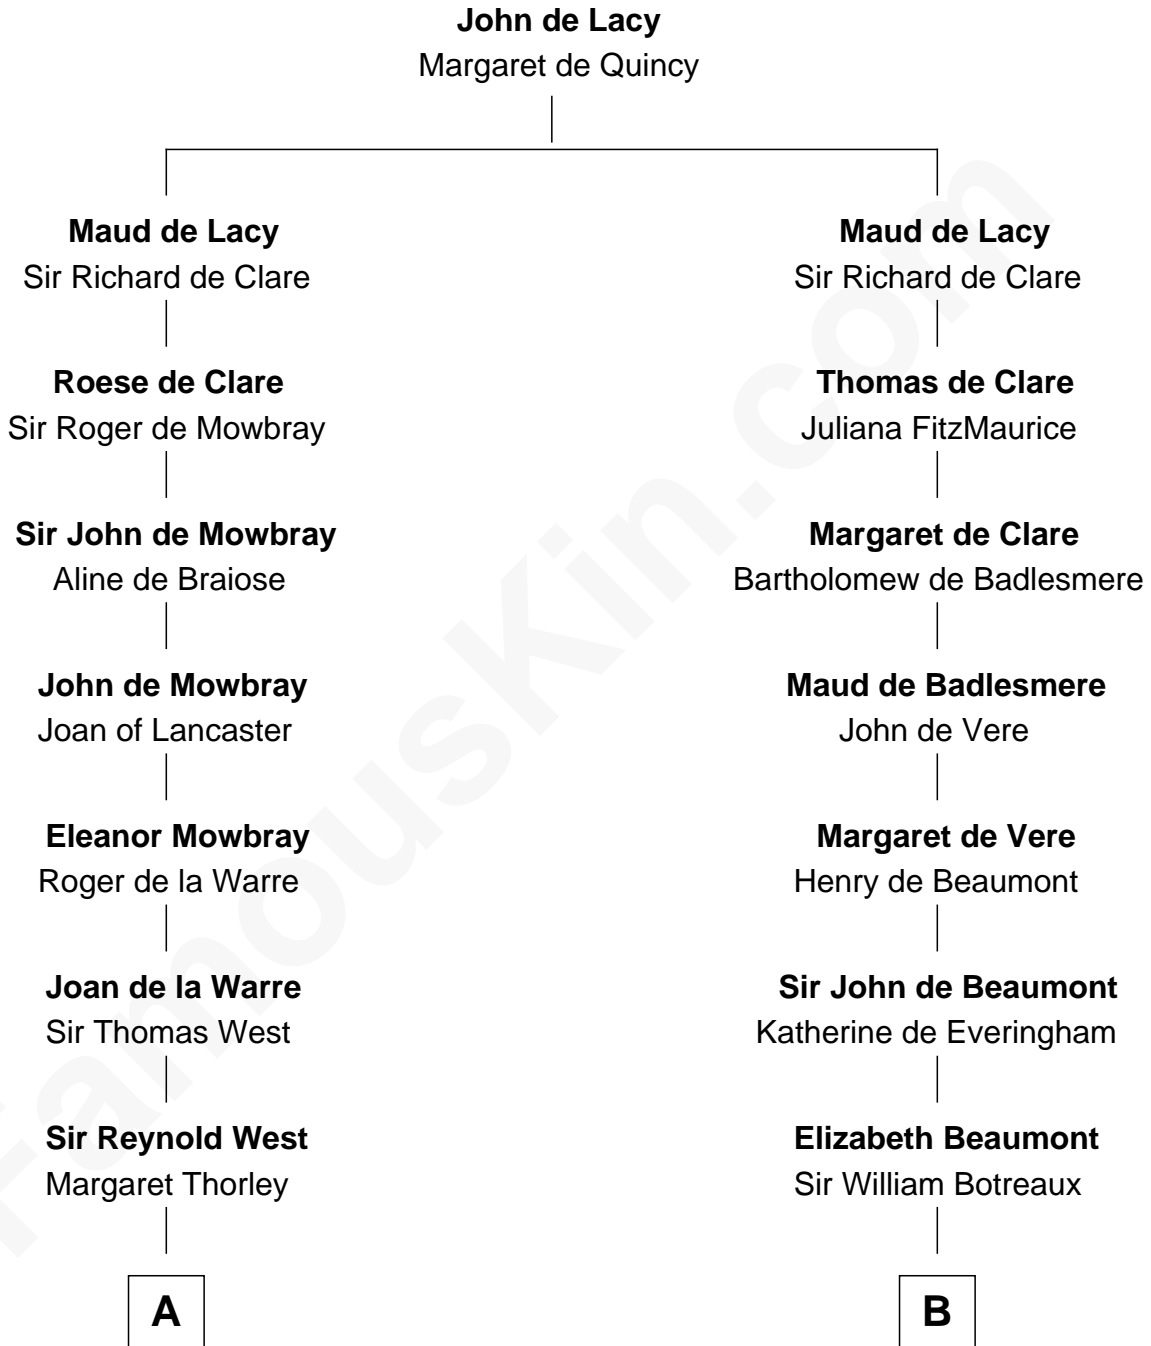 John de Lacy
Margaret de Quincy
Maud de Lacy
Sir Richard de Clare
Roese de Clare
Sir Roger de Mowbray
Sir John de Mowbray
Aline de Braiose
John de Mowbray
Joan of Lancaster
Eleanor Mowbray
Roger de la Warre
Joan de la Warre
Sir Thomas West
Sir Reynold West
Margaret Thorley
A
Maud de Lacy
Sir Richard de Clare
Thomas de Clare
Juliana FitzMaurice
Margaret de Clare
Bartholomew de Badlesmere
Maud de Badlesmere
John de Vere
Margaret de Vere
Henry de Beaumont
Sir John de Beaumont
Katherine de Everingham
Elizabeth Beaumont
Sir William Botreaux
B
FamousKin.com